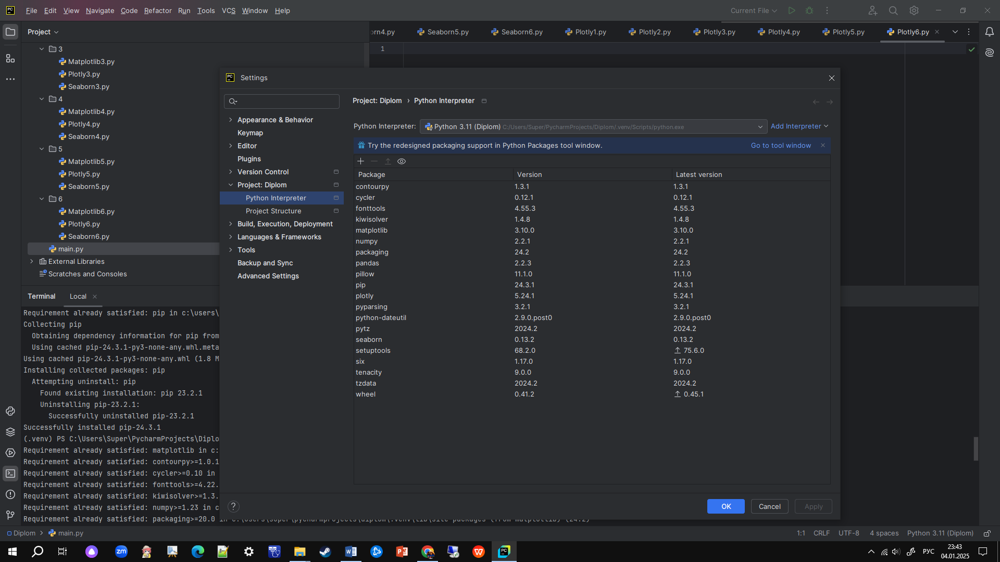 File Edit View Navigate Code Refactor Run Tools VCS Window Help
Current File
Project
orn4.py Seaborn5.py Seaborn6.py Plotly1.py Plotly2.py Plotly3.py Plotly4.py Plotly5.py Plotly6.py
1
3
Matplotlib3.py
Plotly3.py
Seaborn3.py
4
Matplotlib4.py
Plotly4.py
Seaborn4.py
5
Matplotlib5.py
Plotly5.py
Seaborn5.py
6
Matplotlib6.py
Plotly6.py
Seaborn6.py
main.py
External Libraries
Scratches and Consoles
Settings
Appearance & Behavior
Keymap
Editor
Plugins
Version Control
Project: Diplom
Python Interpreter
Project Structure
Build, Execution, Deployment
Languages & Frameworks
Tools
Backup and Sync
Advanced Settings
Project: Diplom › Python Interpreter
Python Interpreter: Python 3.11 (Diplom) C:/Users/Super/PycharmProjects/Diplom/.venv/Scripts/python.exe Add Interpreter
Try the redesigned packaging support in Python Packages tool window. Go to tool window
Package Version Latest version
contourpy 1.3.1 1.3.1
cycler 0.12.1 0.12.1
fonttools 4.55.3 4.55.3
kiwisolver 1.4.8 1.4.8
matplotlib 3.10.0 3.10.0
numpy 2.2.1 2.2.1
packaging 24.2 24.2
pandas 2.2.3 2.2.3
pillow 11.1.0 11.1.0
pip 24.3.1 24.3.1
plotly 5.24.1 5.24.1
pyparsing 3.2.1 3.2.1
python-dateutil 2.9.0.post0 2.9.0.post0
pytz 2024.2 2024.2
seaborn 0.13.2 0.13.2
setuptools 68.2.0 75.6.0
six 1.17.0 1.17.0
tenacity 9.0.0 9.0.0
tzdata 2024.2 2024.2
wheel 0.41.2 0.45.1
? OK Cancel Apply
Terminal Local
Requirement already satisfied: pip in c:\users\
Collecting pip
Obtaining dependency information for pip from
Using cached pip-24.3.1-py3-none-any.whl.meta
Using cached pip-24.3.1-py3-none-any.whl (1.8 M
Installing collected packages: pip
Attempting uninstall: pip
Found existing installation: pip 23.2.1
Uninstalling pip-23.2.1:
Successfully uninstalled pip-23.2.1
Successfully installed pip-24.3.1
(.venv) PS C:\Users\Super\PycharmProjects\Diplo
Requirement already satisfied: matplotlib in c:
Requirement already satisfied: contourpy>=1.0.1
Requirement already satisfied: cycler>=0.10 in
Requirement already satisfied: fonttools>=4.22.
Requirement already satisfied: kiwisolver>=1.3.
Requirement already satisfied: numpy>=1.23 in c
Requirement already satisfied: packaging>=20.0 in c:\users\super\pycharmprojects\diplom\.venv\lib\site-packages (from matplotlib) (24.2)
Diplom › main.py 1:1 CRLF UTF-8 4 spaces Python 3.11 (Diplom)
РУС 23:43
04.01.2025